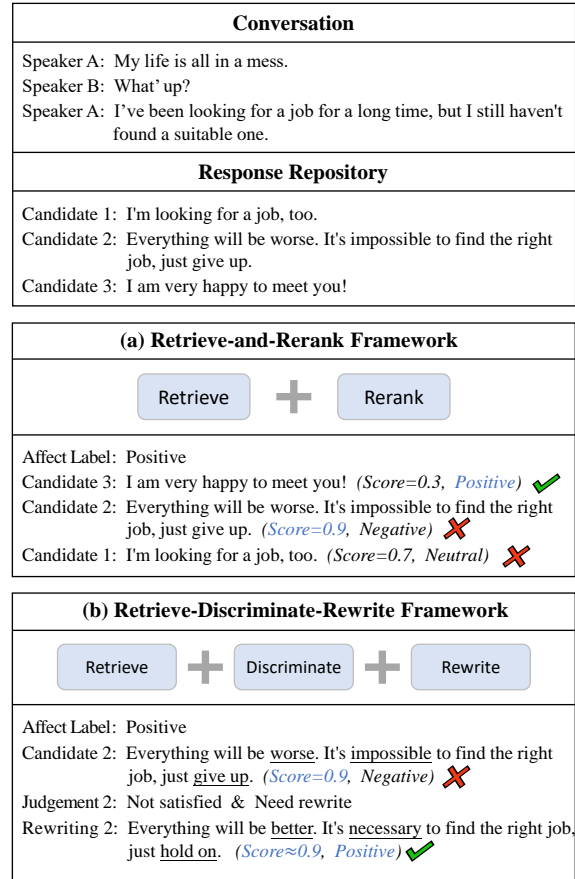 Conversation
Speaker A: My life is all in a mess.
Speaker B: What' up?
Speaker A: I've been looking for a job for a long time, but I still haven't
found a suitable one.
Response Repository
Candidate 1: I'm looking for a job, too.
Candidate 2: Everything will be worse. It's impossible to find the right
job, just give up.
Candidate 3: I am very happy to meet you!
(a) Retrieve-and-Rerank Framework
Retrieve + Rerank
Affect Label: Positive
Candidate 3: I am very happy to meet you! (Score=0.3, Positive)
Candidate 2: Everything will be worse. It's impossible to find the right
job, just give up. (Score=0.9, Negative)
Candidate 1: I'm looking for a job, too. (Score=0.7, Neutral)
(b) Retrieve-Discriminate-Rewrite Framework
Retrieve + Discriminate + Rewrite
Affect Label: Positive
Candidate 2: Everything will be worse. It's impossible to find the right
job, just give up. (Score=0.9, Negative)
Judgement 2: Not satisfied & Need rewrite
Rewriting 2: Everything will be better. It's necessary to find the right job,
just hold on. (Score≈0.9, Positive)